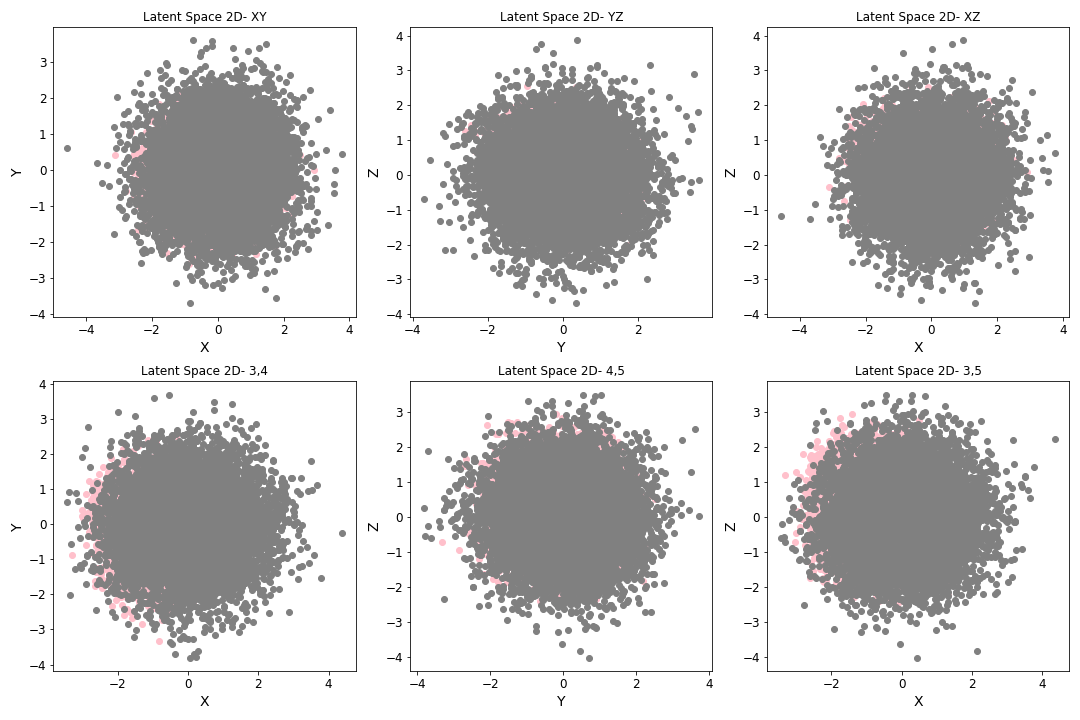 Latent Space 2D- XY
Latent Space 2D- YZ
Latent Space 2D- XZ
3
2
1
0
−1
−2
−3
−4
Y
−4 −2 0 2 4
X
4
3
2
1
0
−1
−2
−3
−4
Z
−4 −2 0 2
Y
4
3
2
1
0
−1
−2
−3
−4
Z
−4 −2 0 2 4
X
Latent Space 2D- 3,4
Latent Space 2D- 4,5
Latent Space 2D- 3,5
4
3
2
1
0
−1
−2
−3
−4
Y
−2 0 2 4
X
3
2
1
0
−1
−2
−3
−4
Z
−4 −2 0 2 4
Y
3
2
1
0
−1
−2
−3
−4
Z
−2 0 2 4
X